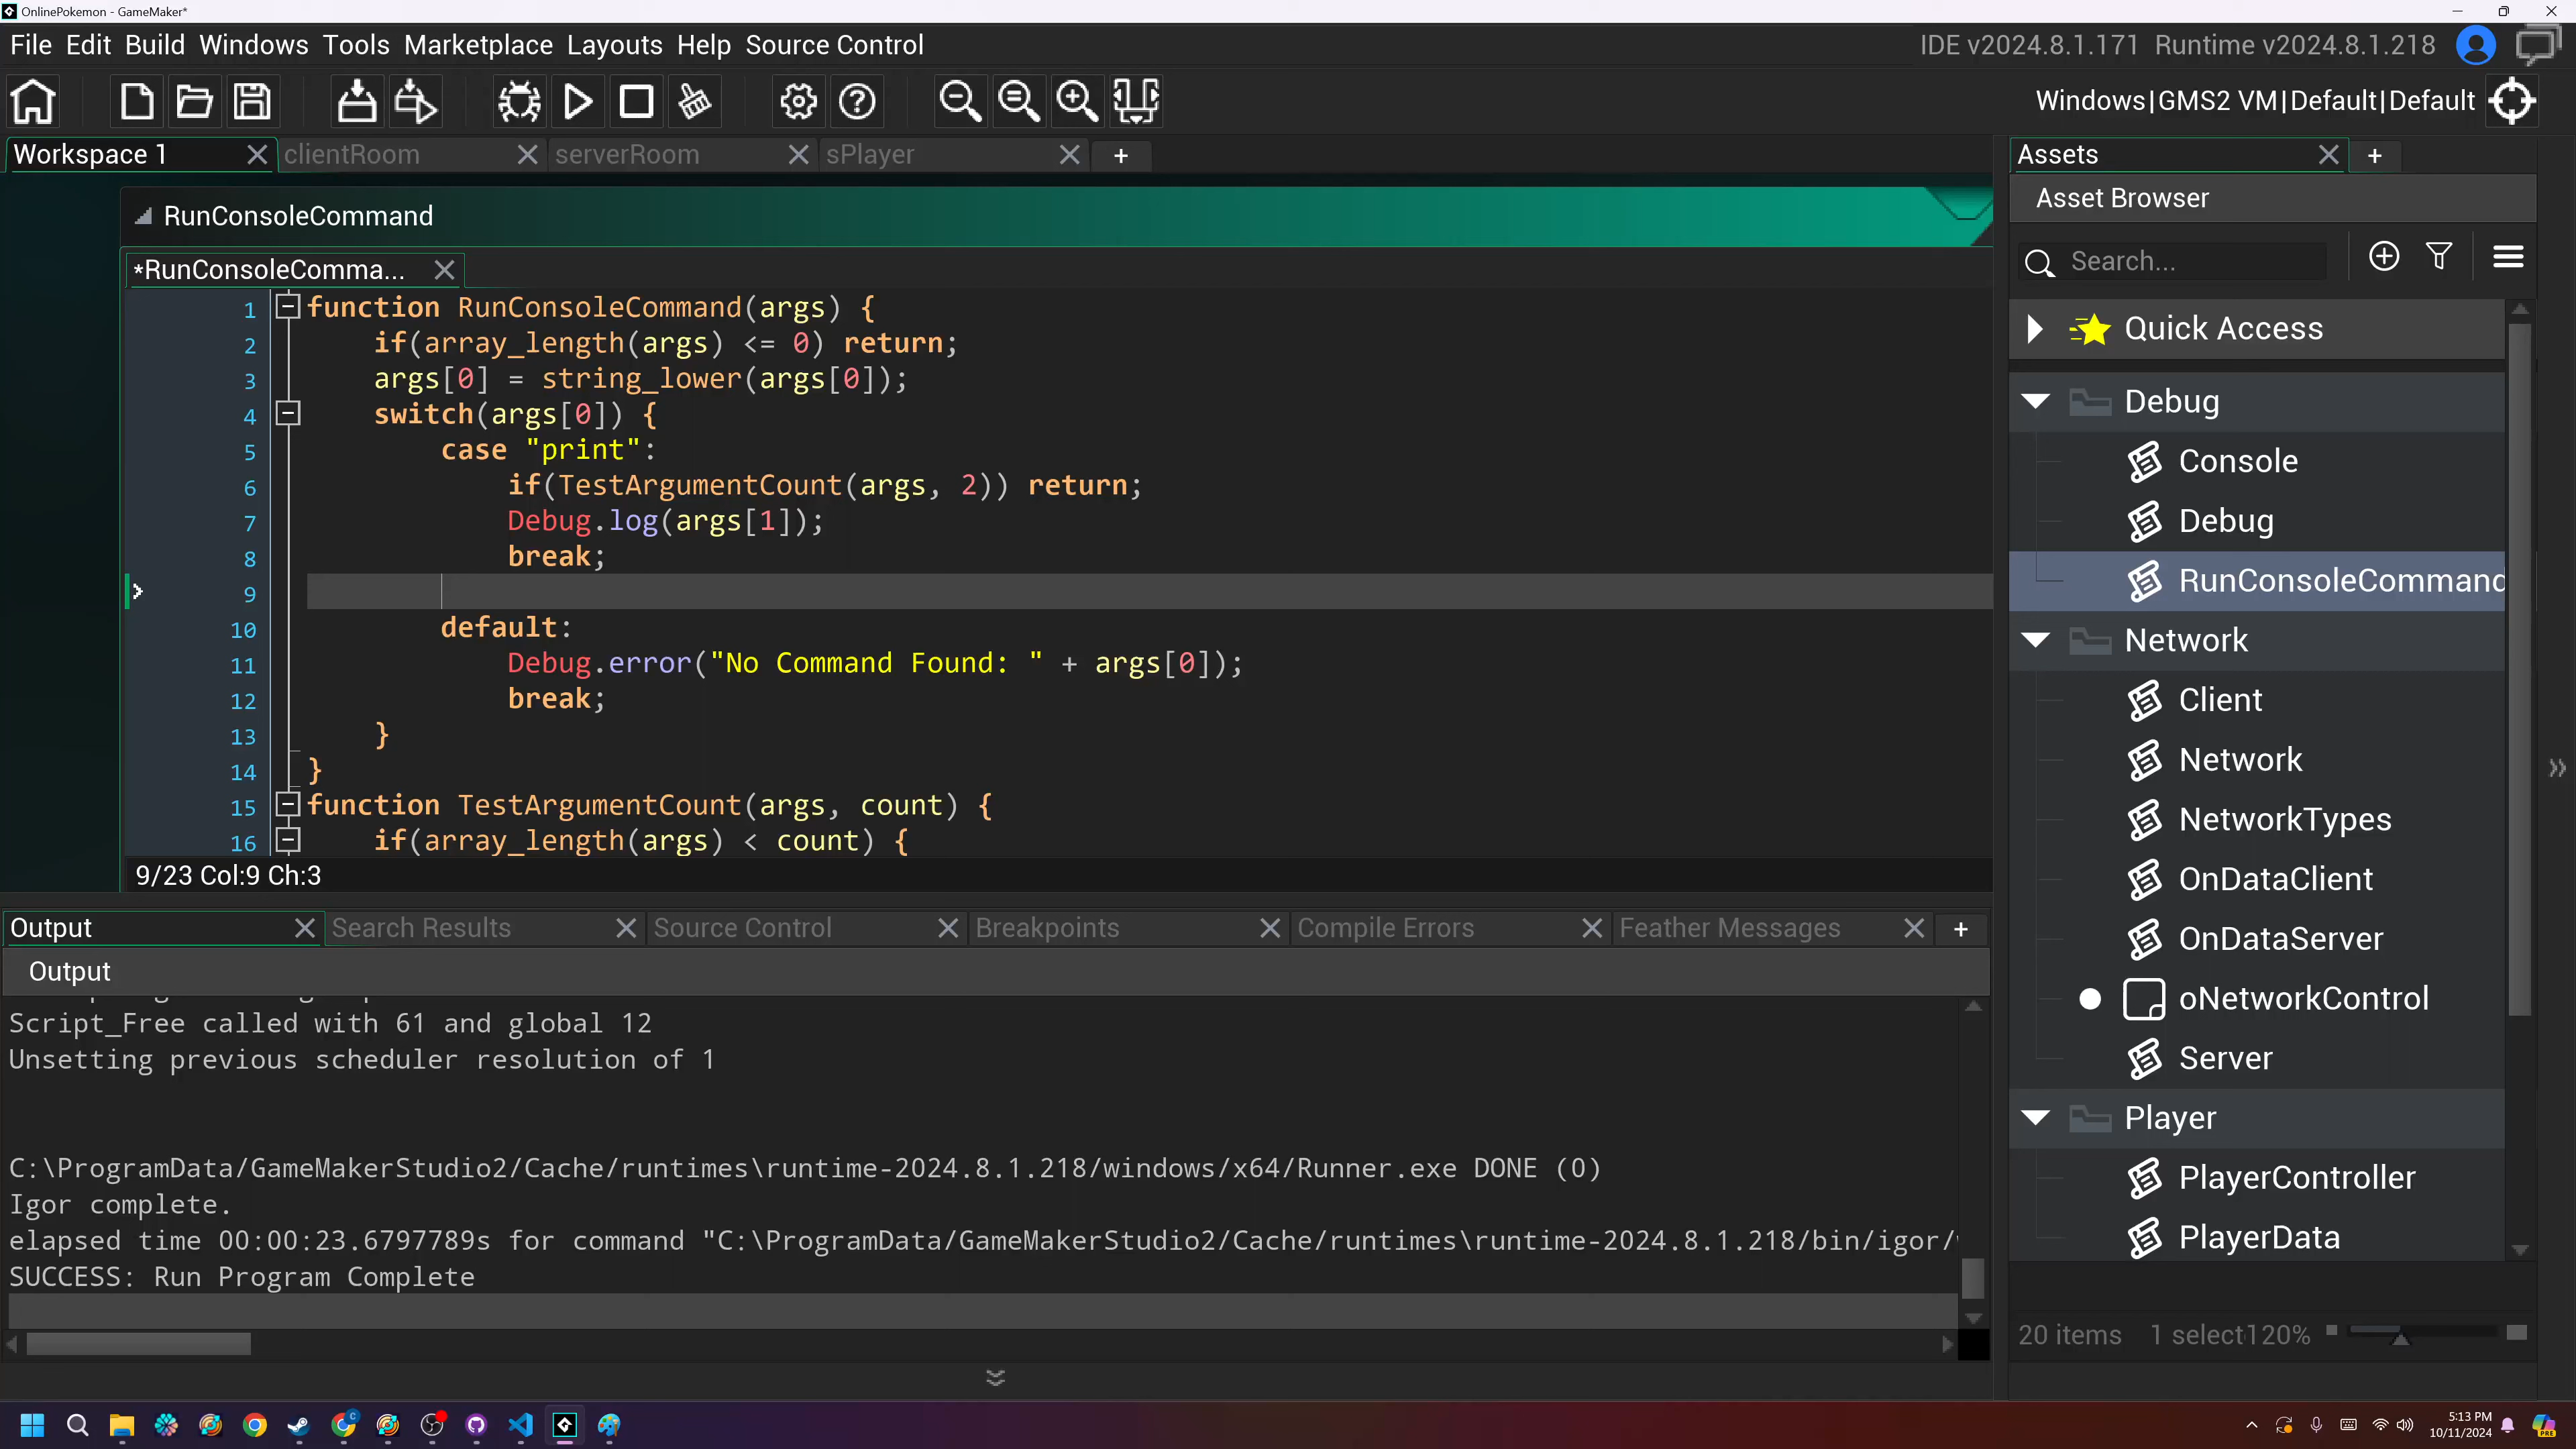 OnlinePokemon - GameMaker*
File Edit Build Windows Tools Marketplace Layouts Help Source Control
IDE v2024.8.1.171 Runtime v2024.8.1.218
Windows|GMS2 VM|Default|Default
Workspace 1
clientRoom
serverRoom
sPlayer
+
RunConsoleCommand
*RunConsoleComma...
1 function RunConsoleCommand(args) {
2 if(array_length(args) <= 0) return;
3 args[0] = string_lower(args[0]);
4 switch(args[0]) {
5 case "print":
6 if(TestArgumentCount(args, 2)) return;
7 Debug.log(args[1]);
8 break;
9
10 default:
11 Debug.error("No Command Found: " + args[0]);
12 break;
13 }
14 }
15 function TestArgumentCount(args, count) {
16 if(array_length(args) < count) {
9/23 Col:9 Ch:3
Output
Search Results
Source Control
Breakpoints
Compile Errors
Feather Messages
+
Output
Script_Free called with 61 and global 12
Unsetting previous scheduler resolution of 1
C:\ProgramData/GameMakerStudio2/Cache/runtimes\runtime-2024.8.1.218/windows/x64/Runner.exe DONE (0)
Igor complete.
elapsed time 00:00:23.6797789s for command "C:\ProgramData/GameMakerStudio2/Cache/runtimes\runtime-2024.8.1.218/bin/igor/
SUCCESS: Run Program Complete
Assets
+
Asset Browser
Search...
Quick Access
Debug
Console
Debug
RunConsoleCommand
Network
Client
Network
NetworkTypes
OnDataClient
OnDataServer
oNetworkControl
Server
Player
PlayerController
PlayerData
20 items 1 select 120%
5:13 PM
10/11/2024